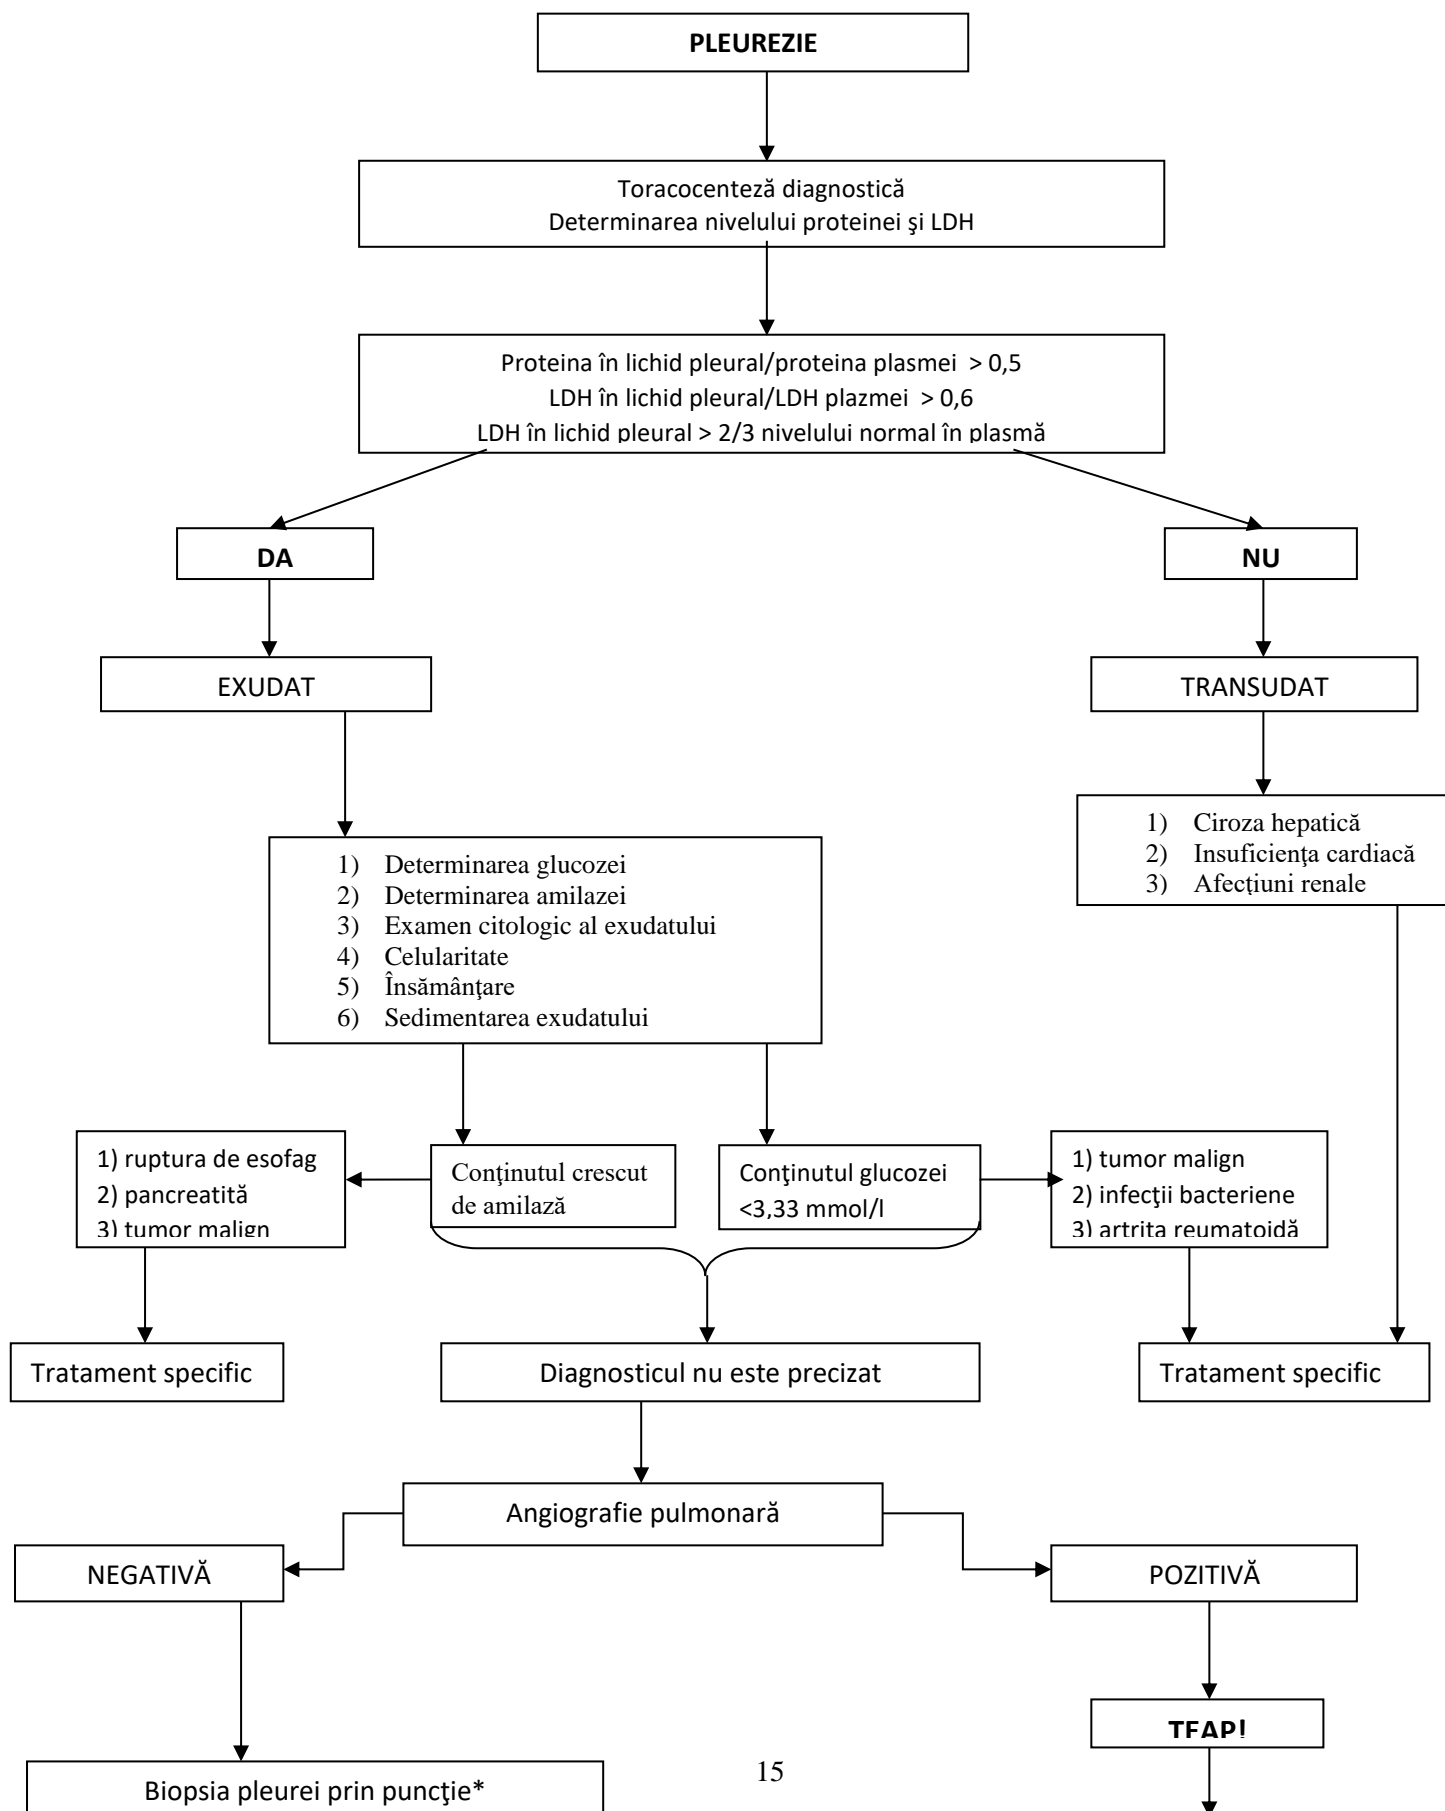 PLEUREZIE
Toracocenteză diagnostică
Determinarea nivelului proteinei şi LDH
Proteina în lichid pleural/proteina plasmei > 0,5
LDH în lichid pleural/LDH plazmei > 0,6
LDH în lichid pleural > 2/3 nivelului normal în plasmă
DA
NU
EXUDAT
TRANSUDAT
1) Ciroza hepatică
2) Insuficienţa cardiacă
3) Afecţiuni renale
1) Determinarea glucozei
2) Determinarea amilazei
3) Examen citologic al exudatului
4) Celularitate
5) Însămânţare
6) Sedimentarea exudatului
1) ruptura de esofag
2) pancreatită
3) tumor malign
Conţinutul crescut
de amilază
Conţinutul glucozei
<3,33 mmol/l
1) tumor malign
2) infecţii bacteriene
3) artrita reumatoidă
Tratament specific
Diagnosticul nu este precizat
Tratament specific
Angiografie pulmonară
NEGATIVĂ
POZITIVĂ
TEAP!
Biopsia pleurei prin puncţie*
15